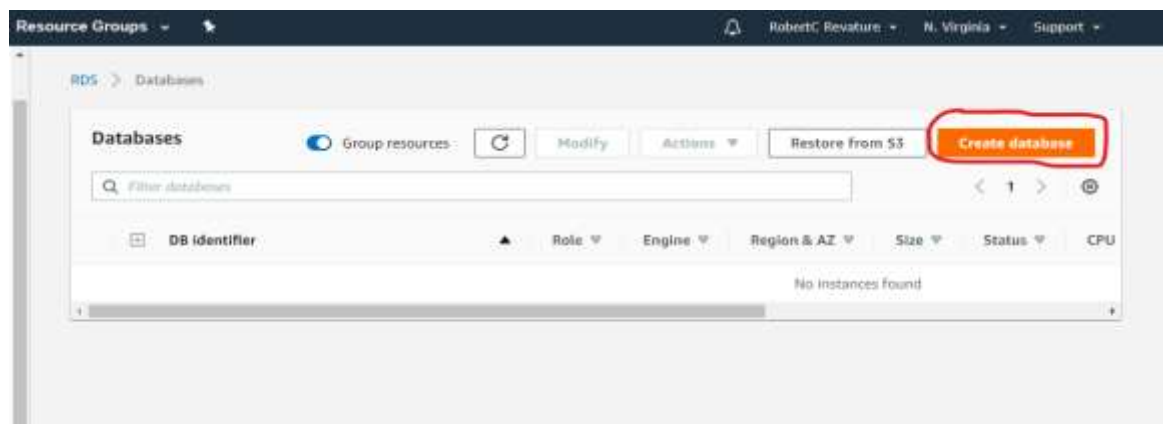 Resource Groups RobertC Revature N. Virginia Support
RDS > Databases
Databases Group resources Modify Actions Restore from S3 Create database
Filter databases < 1 >
DB identifier Role Engine Region & AZ Size Status CPU
No instances found